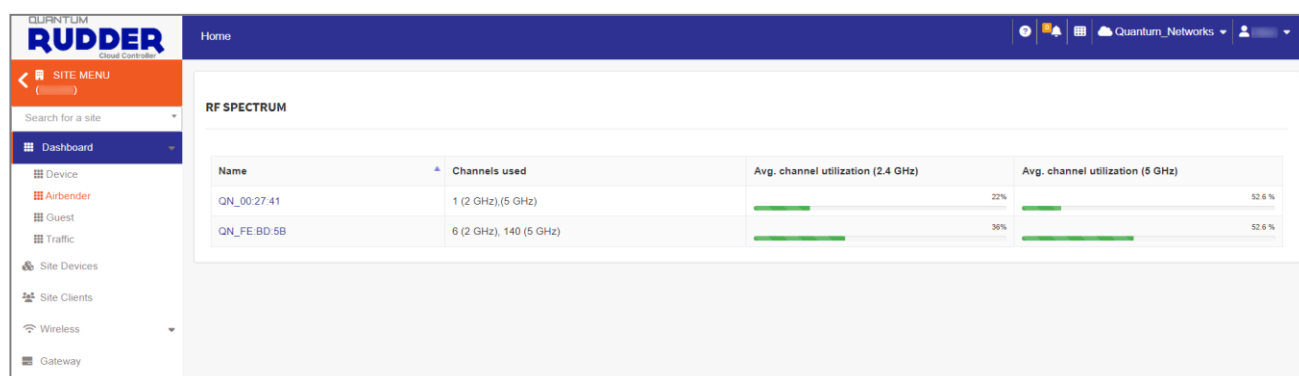 QUANTUM
RUDDER
Cloud Controller
Home
Quantum_Networks
SITE MENU
( )
Search for a site
Dashboard
Device
Airbender
Guest
Traffic
Site Devices
Site Clients
Wireless
Gateway
RF SPECTRUM
Name Channels used Avg. channel utilization (2.4 GHz) Avg. channel utilization (5 GHz)
QN_00:27:41 1 (2 GHz),(5 GHz) 22% 52.6 %
QN_FE:BD:5B 6 (2 GHz), 140 (5 GHz) 36% 52.6 %